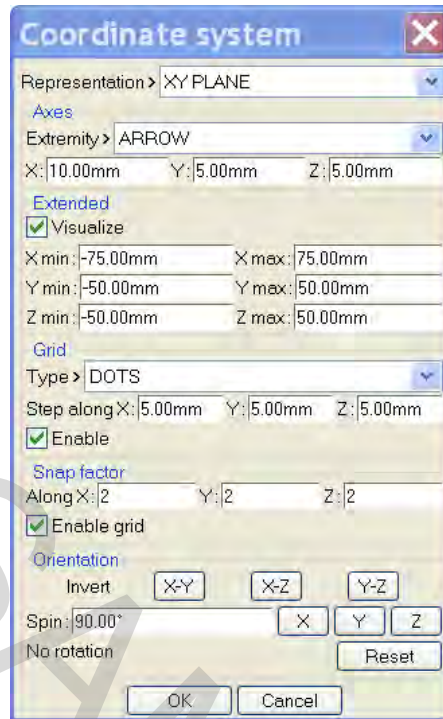 Coordinate system
Representation > XY PLANE
Axes
Extremity > ARROW
X: 10.00mm Y: 5.00mm Z: 5.00mm
Extended
Visualize
X min: -75.00mm X max: 75.00mm
Y min: -50.00mm Y max: 50.00mm
Z min: -50.00mm Z max: 50.00mm
Grid
Type > DOTS
Step along X: 5.00mm Y: 5.00mm Z: 5.00mm
Enable
Snap factor
Along X: 2 Y: 2 Z: 2
Enable grid
Orientation
Invert X-Y X-Z Y-Z
Spin: 90.00° X Y Z
No rotation Reset
OK Cancel